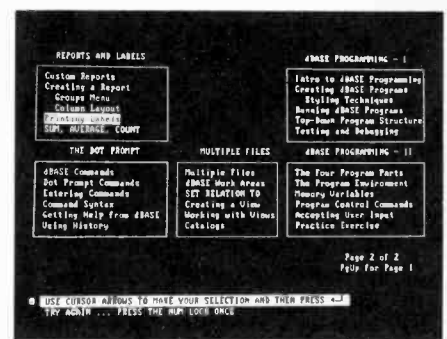 REPORTS AND LABELS
Custom Reports
Creating a Report
Groups Menu
Column Layout
Printing Labels
SUM, AVERAGE, COUNT
dBASE PROGRAMMING - I
Intro to dBASE Programming
Creating dBASE Programs
Styling Techniques
Running dBASE Programs
Top-Down Program Structure
Testing and Debugging
THE DOT PROMPT
dBASE Commands
Dot Prompt Commands
Entering Commands
Command Syntax
Getting Help from dBASE
Using History
MULTIPLE FILES
Multiple Files
dBASE Work Areas
SET RELATION TO
Creating a View
Working with Views
Catalogs
dBASE PROGRAMMING - II
The Four Program Parts
The Program Environment
Memory Variables
Program Control Commands
Accepting User Input
Practice Exercise
Page 2 of 2
PgUp for Page 1
USE CURSOR ARROWS TO MAKE YOUR SELECTION AND THEN PRESS ↵
TRY AGAIN ... PRESS THE NUM LOCK ONCE